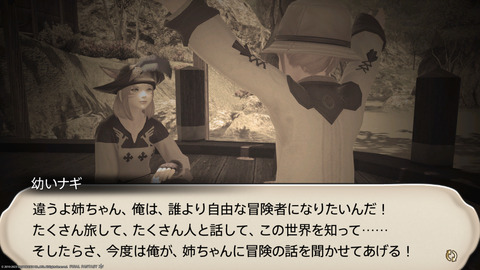 幼いナギ
違うよ姉ちゃん、俺は、誰より自由な冒険者になりたいんだ！
たくさん旅して、たくさん人と話して、この世界を知って……
そしたらさ、今度は俺が、姉ちゃんに冒険の話を聞かせてあげる！